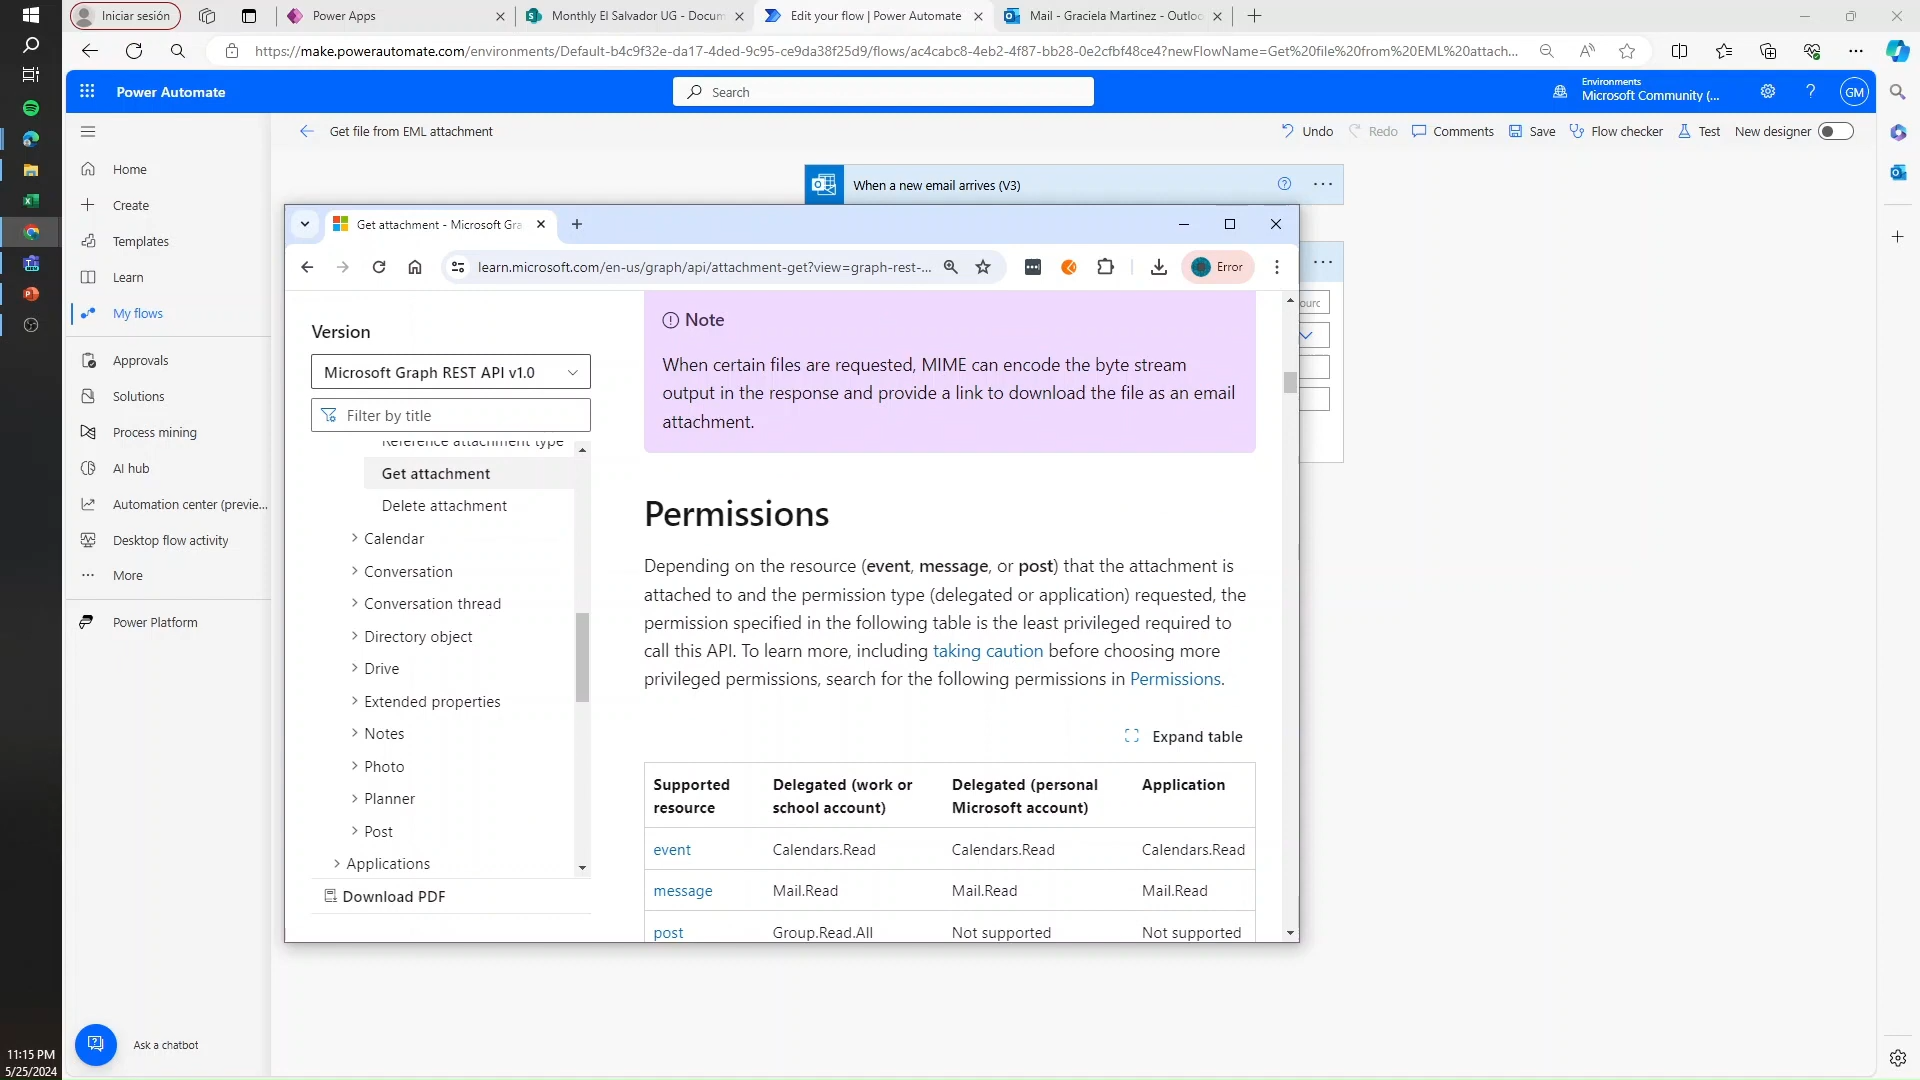 Iniciar sesión
Power Apps
Monthly El Salvador UG - Docum
Edit your flow | Power Automate
Mail - Graciela Martinez - Outloo
https://make.powerautomate.com/environments/Default-b4c9f32e-da17-4ded-9c95-ce9da38f25d9/flows/ac4cabc8-4eb2-4f87-bb28-0e2cfbf48ce4?newFlowName=Get%20file%20from%20EML%20attach...
Power Automate
Search
Environments
Microsoft Community (...
GM
Get file from EML attachment
Undo
Redo
Comments
Save
Flow checker
Test
New designer
Home
Create
Templates
Learn
My flows
Approvals
Solutions
Process mining
AI hub
Automation center (previe...
Desktop flow activity
More
Power Platform
Ask a chatbot
When a new email arrives (V3)
Get attachment - Microsoft Gra
learn.microsoft.com/en-us/graph/api/attachment-get?view=graph-rest-...
Error
Version
Microsoft Graph REST API v1.0
Filter by title
Reference attachment type
Get attachment
Delete attachment
Calendar
Conversation
Conversation thread
Directory object
Drive
Extended properties
Notes
Photo
Planner
Post
Applications
Download PDF
Note
When certain files are requested, MIME can encode the byte stream
output in the response and provide a link to download the file as an email
attachment.
Permissions
Depending on the resource (event, message, or post) that the attachment is
attached to and the permission type (delegated or application) requested, the
permission specified in the following table is the least privileged required to
call this API. To learn more, including taking caution before choosing more
privileged permissions, search for the following permissions in Permissions.
Expand table
Supported resource
Delegated (work or school account)
Delegated (personal Microsoft account)
Application
event Calendars.Read Calendars.Read Calendars.Read
message Mail.Read Mail.Read Mail.Read
post Group.Read.All Not supported Not supported
11:15 PM
5/25/2024